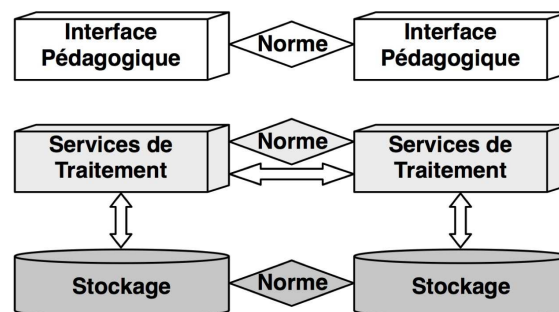 Interface
Pédagogique
Norme
Interface
Pédagogique
Services de
Traitement
Norme
Services de
Traitement
Stockage
Norme
Stockage